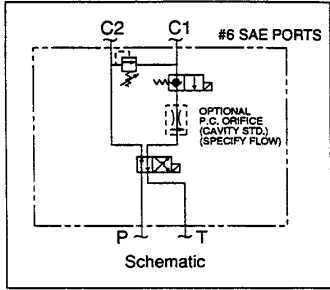 C2 C1
#6 SAE PORTS
OPTIONAL
P.C. ORIFICE
(CAVITY STD.)
(SPECIFY FLOW)
P T
Schematic